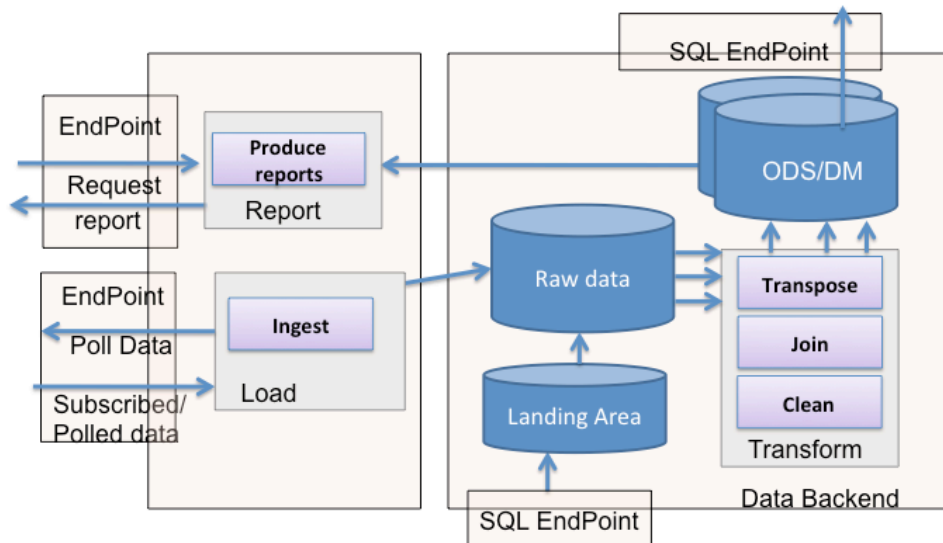 SQL EndPoint
EndPoint
Request
report
Produce
reports
Report
ODS/DM
EndPoint
Poll Data
Subscribed/
Polled data
Ingest
Load
Raw data
Landing Area
Transpose
Join
Clean
Transform
Data Backend
SQL EndPoint